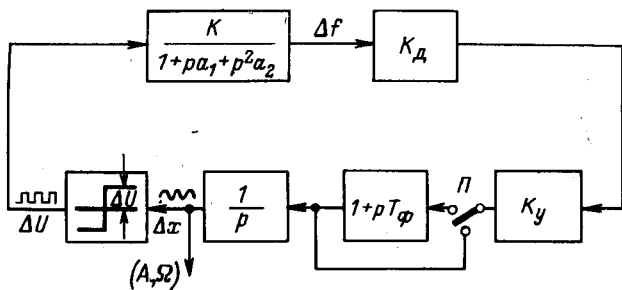 K
1+pa₁+p²a₂
Δf
K_Д
ΔU
ΔU
Δx
1
p
1+pT_ф
П
K_у
(A,Ω)